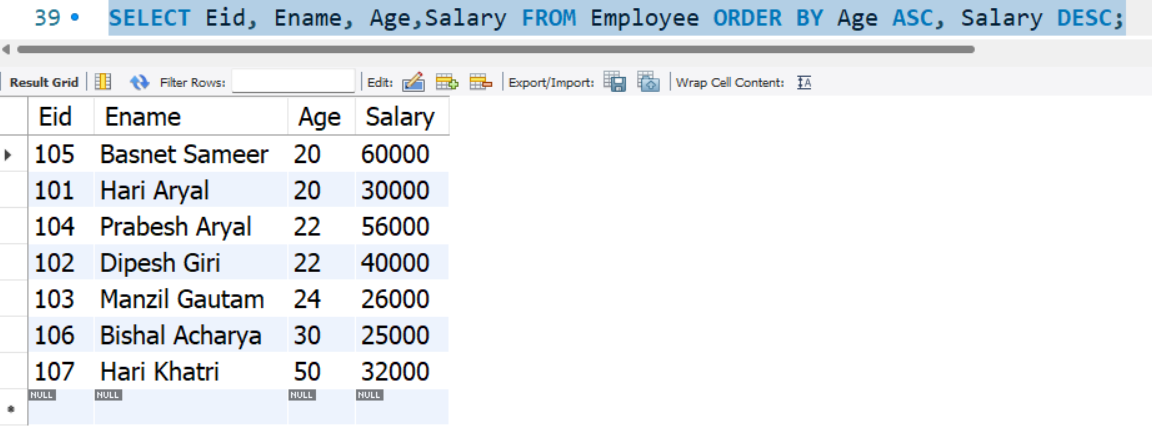 39 SELECT Eid, Ename, Age,Salary FROM Employee ORDER BY Age ASC, Salary DESC;
Result Grid Filter Rows: Edit: Export/Import: Wrap Cell Content: IA
Eid Ename Age Salary
105 Basnet Sameer 20 60000
101 Hari Aryal 20 30000
104 Prabesh Aryal 22 56000
102 Dipesh Giri 22 40000
103 Manzil Gautam 24 26000
106 Bishal Acharya 30 25000
107 Hari Khatri 50 32000
NULL NULL NULL NULL